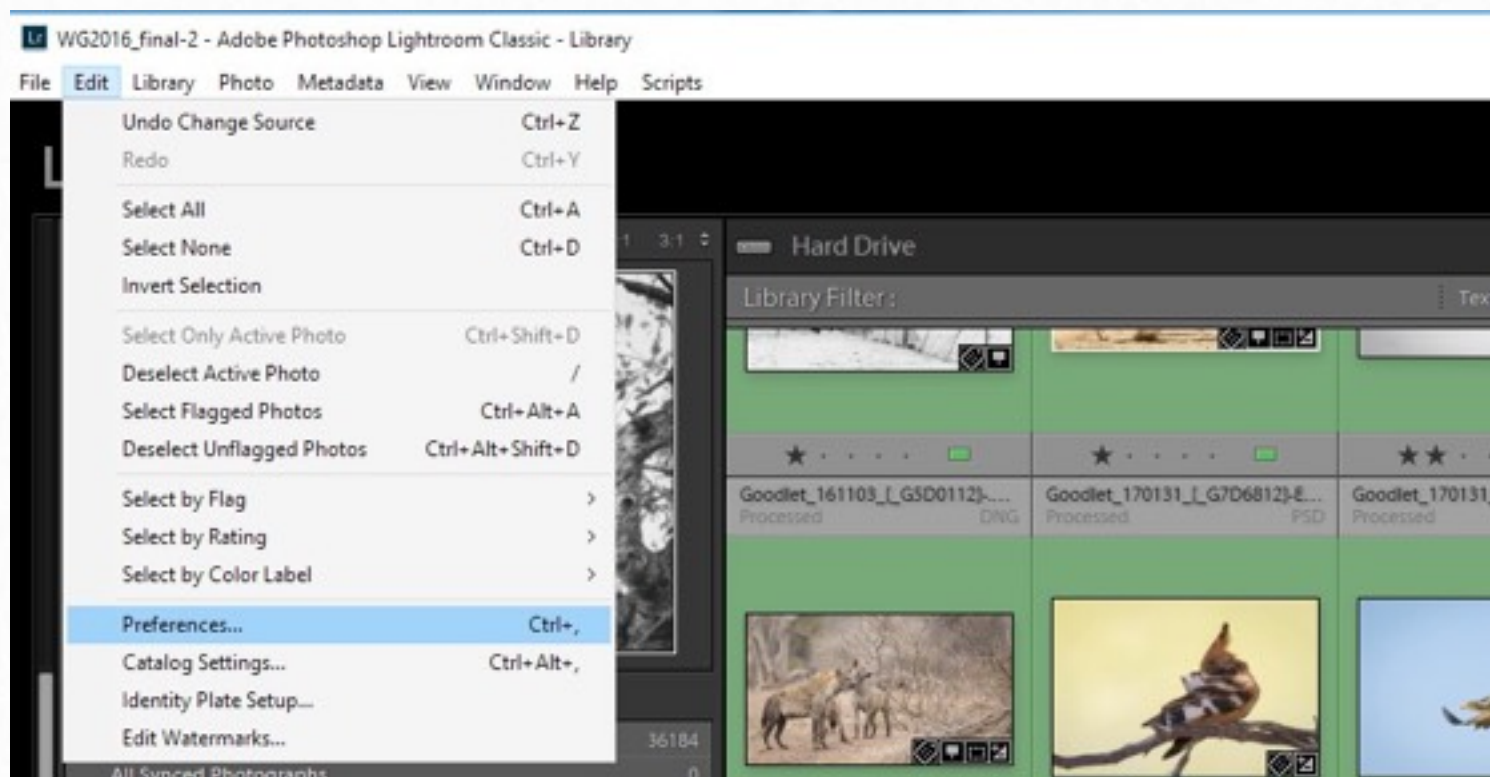 Lr WG2016_final-2 - Adobe Photoshop Lightroom Classic - Library
File Edit Library Photo Metadata View Window Help Scripts
Undo Change Source Ctrl+Z
Redo Ctrl+Y
Select All Ctrl+A
Select None Ctrl+D
Invert Selection
Select Only Active Photo Ctrl+Shift+D
Deselect Active Photo /
Select Flagged Photos Ctrl+Alt+A
Deselect Unflagged Photos Ctrl+Alt+Shift+D
Select by Flag >
Select by Rating >
Select by Color Label >
Preferences... Ctrl+,
Catalog Settings... Ctrl+Alt+,
Identity Plate Setup...
Edit Watermarks...
3:1
Hard Drive
Library Filter :
Goodlet_161103_[_G5D0112]-.... Goodlet_170131_[_G7D6812]-E... Goodlet_170131
Processed DNG Processed PSD Processed
36184
All Synced Photographs 0